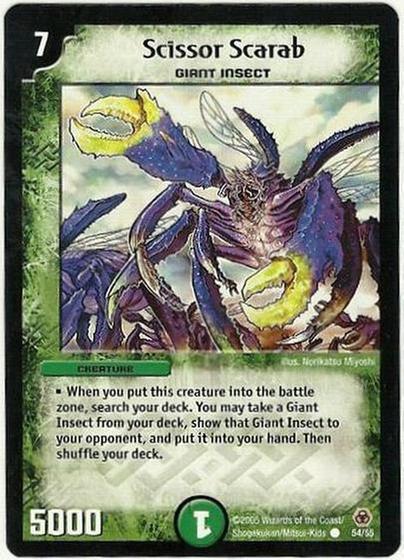 7
Scissor Scarab
GIANT INSECT
illus. Norikatsu Miyoshi
CREATURE
▪ When you put this creature into the battle
zone, search your deck. You may take a Giant
Insect from your deck, show that Giant Insect to
your opponent, and put it into your hand. Then
shuffle your deck.
5000
1
©2005 Wizards of the Coast/
Shogakukan/Mitsui-Kids ● 54/55